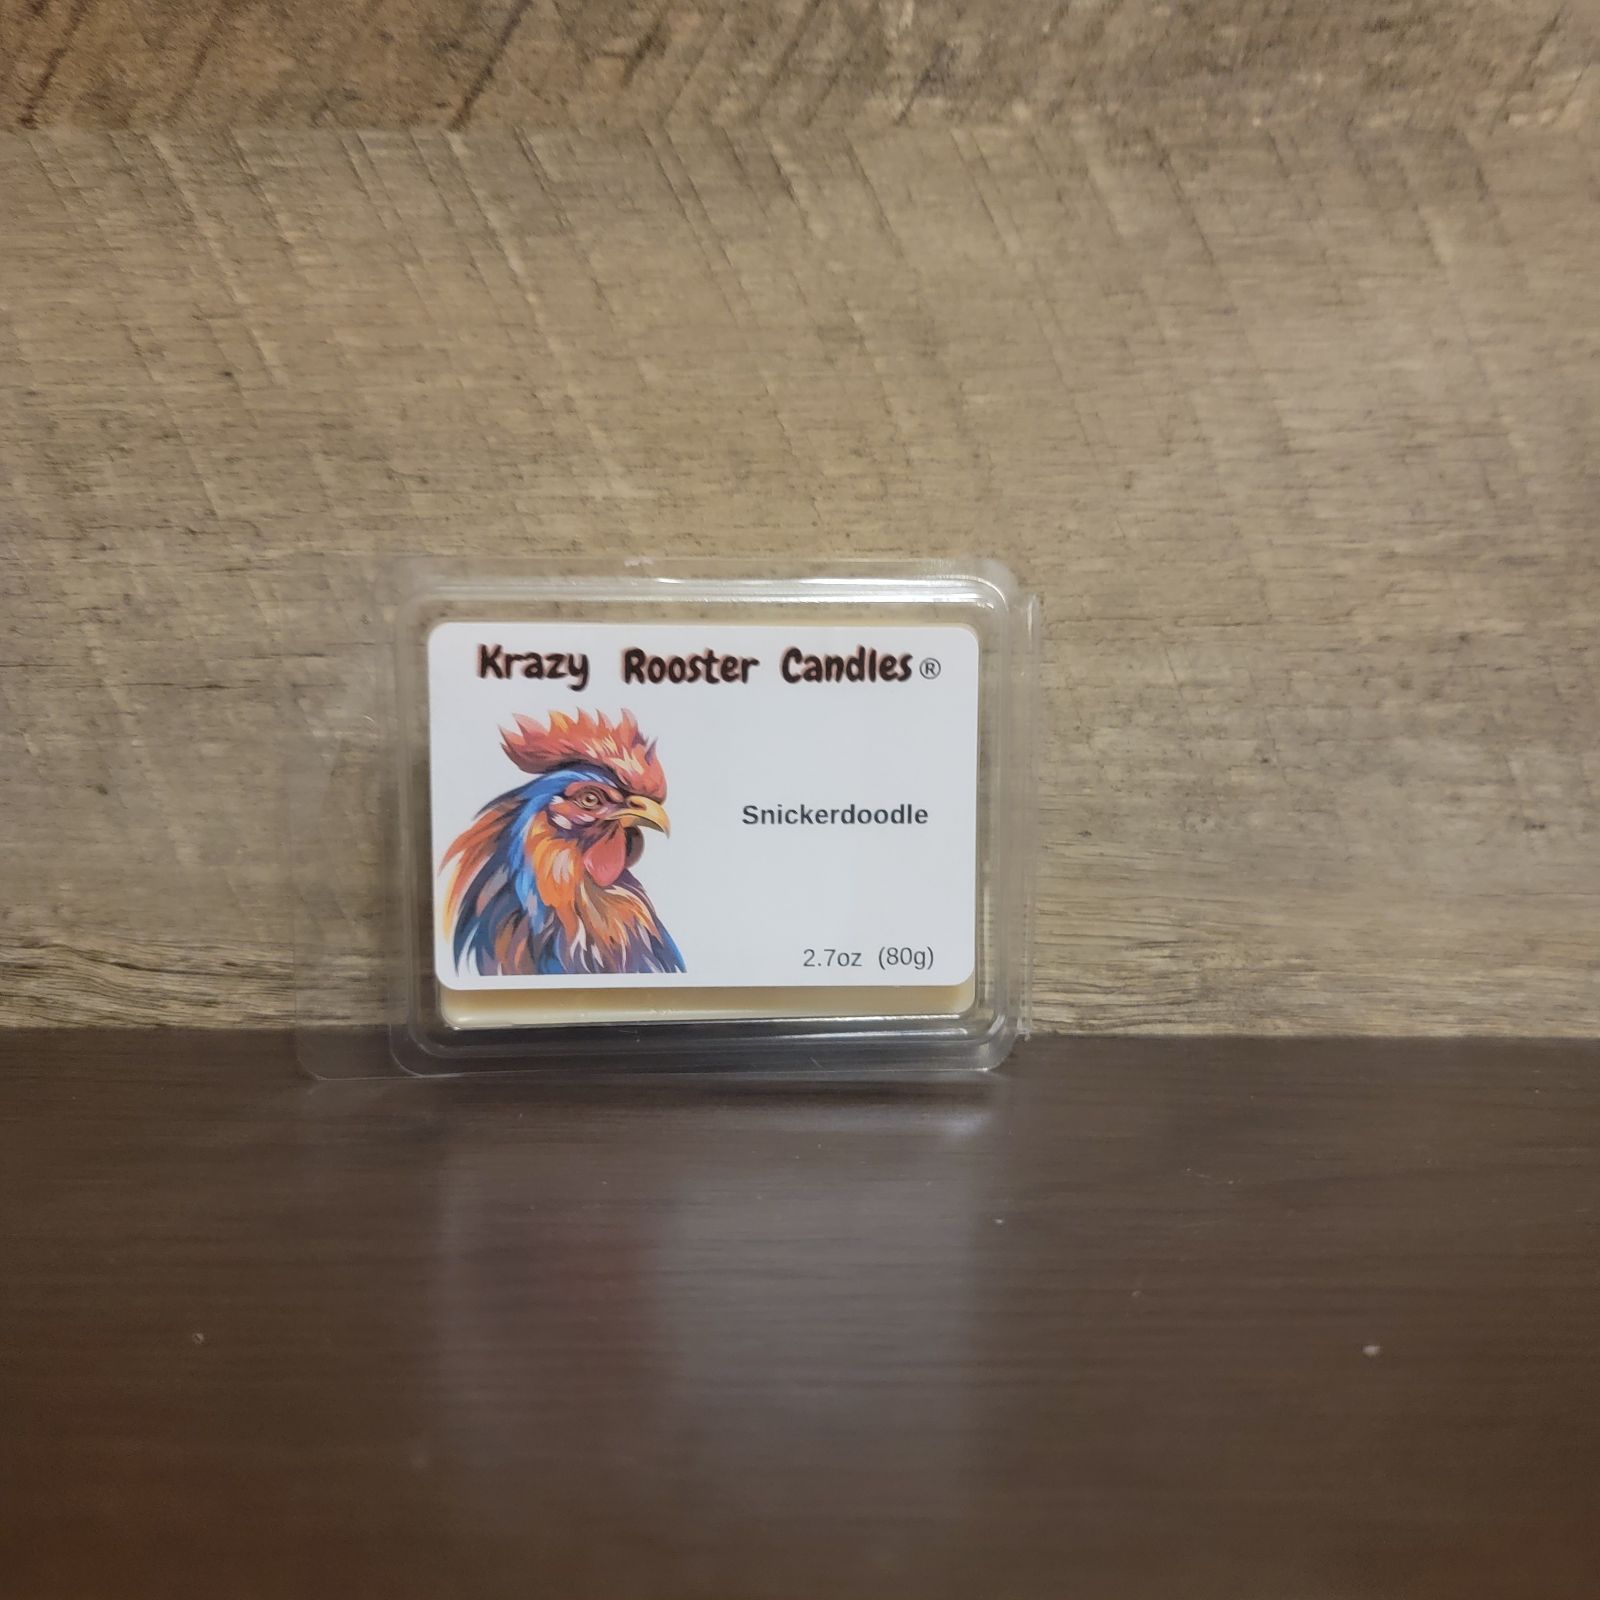 Krazy Rooster Candles®
Snickerdoodle
2.7oz (80g)